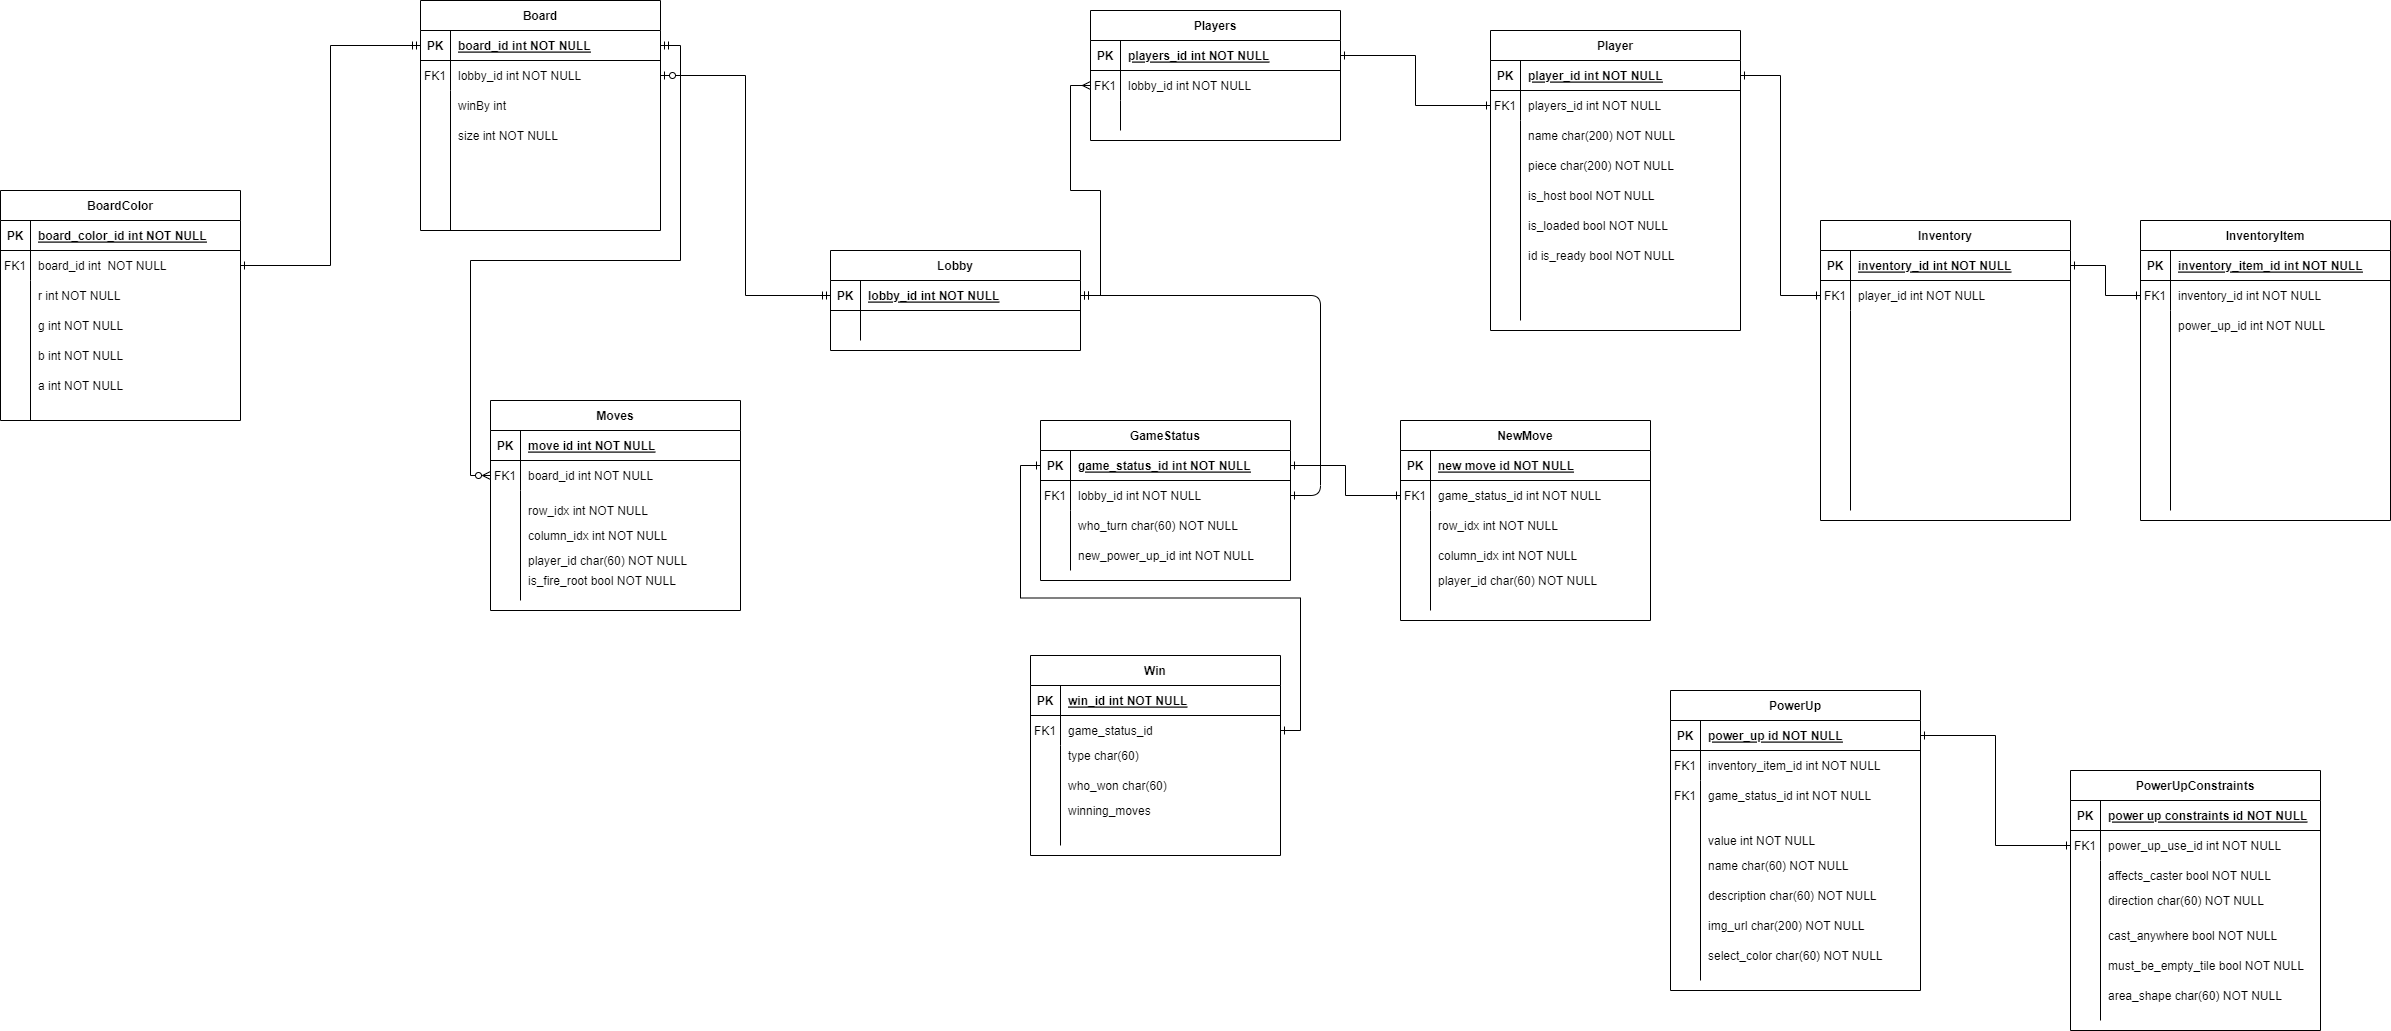 Board
PK board_id int NOT NULL
FK1 lobby_id int NOT NULL
winBy int
size int NOT NULL
Players
PK players_id int NOT NULL
FK1 lobby_id int NOT NULL
Player
PK player_id int NOT NULL
FK1 players_id int NOT NULL
name char(200) NOT NULL
piece char(200) NOT NULL
is_host bool NOT NULL
is_loaded bool NOT NULL
id is_ready bool NOT NULL
BoardColor
PK board_color_id int NOT NULL
FK1 board_id int  NOT NULL
r int NOT NULL
g int NOT NULL
b int NOT NULL
a int NOT NULL
Lobby
PK lobby_id int NOT NULL
Inventory
PK inventory_id int NOT NULL
FK1 player_id int NOT NULL
InventoryItem
PK inventory_item_id int NOT NULL
FK1 inventory_id int NOT NULL
power_up_id int NOT NULL
Moves
PK move id int NOT NULL
FK1 board_id int NOT NULL
row_idx int NOT NULL
column_idx int NOT NULL
player_id char(60) NOT NULL
is_fire_root bool NOT NULL
GameStatus
PK game_status_id int NOT NULL
FK1 lobby_id int NOT NULL
who_turn char(60) NOT NULL
new_power_up_id int NOT NULL
NewMove
PK new move id NOT NULL
FK1 game_status_id int NOT NULL
row_idx int NOT NULL
column_idx int NOT NULL
player_id char(60) NOT NULL
Win
PK win_id int NOT NULL
FK1 game_status_id
type char(60)
who_won char(60)
winning_moves
PowerUp
PK power_up id NOT NULL
FK1 inventory_item_id int NOT NULL
FK1 game_status_id int NOT NULL
value int NOT NULL
name char(60) NOT NULL
description char(60) NOT NULL
img_url char(200) NOT NULL
select_color char(60) NOT NULL
PowerUpConstraints
PK power up constraints id NOT NULL
FK1 power_up_use_id int NOT NULL
affects_caster bool NOT NULL
direction char(60) NOT NULL
cast_anywhere bool NOT NULL
must_be_empty_tile bool NOT NULL
area_shape char(60) NOT NULL